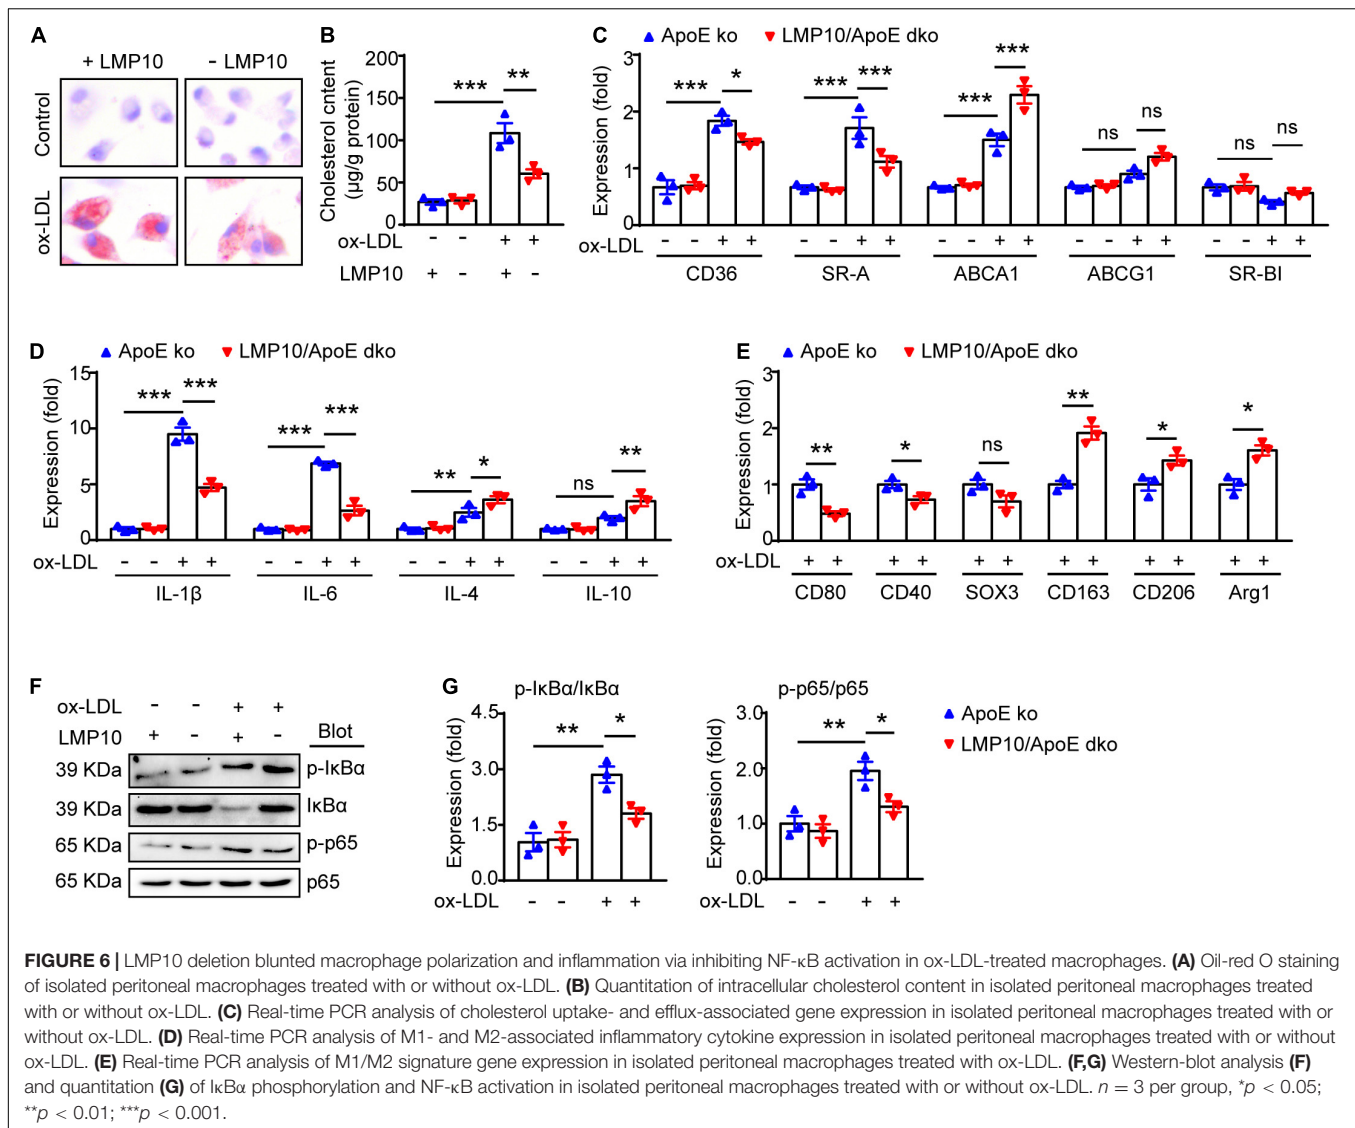 A
+ LMP10 - LMP10
Control
ox-LDL
B
Cholesterol content
(µg/g protein)
200
150
100
50
0
*** **
ox-LDL - - + +
LMP10 + - + -
C
ApoE ko LMP10/ApoE dko
Expression (fold)
3
2
1
0
*** * *** *** *** *** ns ns ns ns
ox-LDL - - + + - - + + - - + + - - + + - - + +
CD36 SR-A ABCA1 ABCG1 SR-BI
D
ApoE ko LMP10/ApoE dko
Expression (fold)
15
10
5
0
*** *** *** *** ** * ns **
ox-LDL - - + + - - + + - - + + - - + +
IL-1β IL-6 IL-4 IL-10
E
ApoE ko LMP10/ApoE dko
Expression (fold)
3
2
1
0
** * ns ** * *
ox-LDL + + + + + + + + + + + +
CD80 CD40 SOX3 CD163 CD206 Arg1
F
ox-LDL - - + +
LMP10 + - + - Blot
39 KDa p-IκBα
39 KDa IκBα
65 KDa p-p65
65 KDa p65
G
p-IκBα/IκBα
Expression (fold)
4.5
3.0
1.5
0.0
** *
ox-LDL - - + +
p-p65/p65
Expression (fold)
3.0
2.0
1.0
0.0
** *
ox-LDL - - + +
ApoE ko
LMP10/ApoE dko
FIGURE 6 | LMP10 deletion blunted macrophage polarization and inflammation via inhibiting NF-κB activation in ox-LDL-treated macrophages. (A) Oil-red O staining
of isolated peritoneal macrophages treated with or without ox-LDL. (B) Quantitation of intracellular cholesterol content in isolated peritoneal macrophages treated
with or without ox-LDL. (C) Real-time PCR analysis of cholesterol uptake- and efflux-associated gene expression in isolated peritoneal macrophages treated with or
without ox-LDL. (D) Real-time PCR analysis of M1- and M2-associated inflammatory cytokine expression in isolated peritoneal macrophages treated with or without
ox-LDL. (E) Real-time PCR analysis of M1/M2 signature gene expression in isolated peritoneal macrophages treated with ox-LDL. (F,G) Western-blot analysis (F)
and quantitation (G) of IκBα phosphorylation and NF-κB activation in isolated peritoneal macrophages treated with or without ox-LDL. n = 3 per group, *p < 0.05;
**p < 0.01; ***p < 0.001.